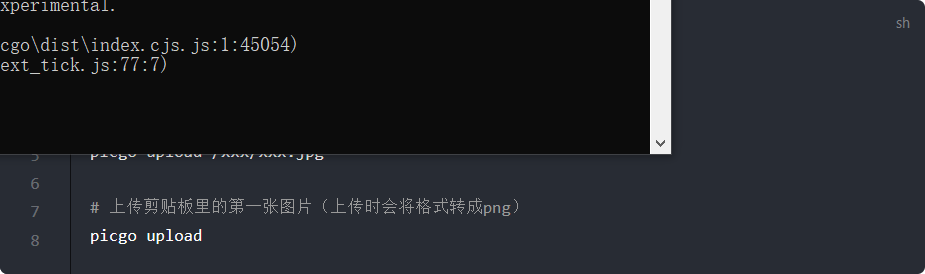 xperimental.
sh
cgo\dist\index.cjs.js:1:45054)
ext_tick.js:77:7)
5 picgo upload /xxx/xxx.jpg
6
7 # 上传剪贴板里的第一张图片（上传时会将格式转成png）
8 picgo upload